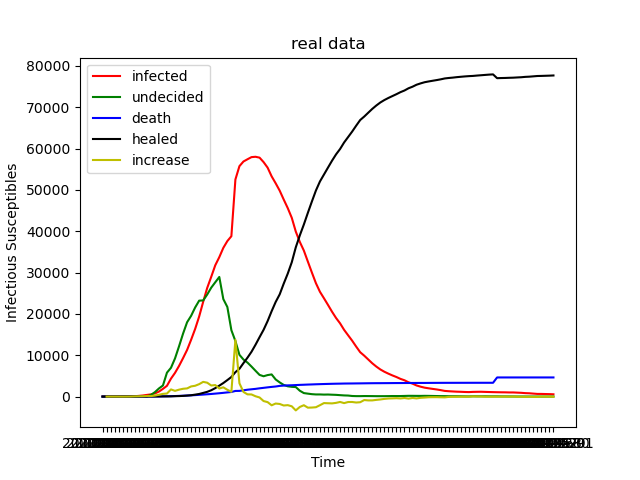 real data
80000
70000
60000
50000
40000
30000
20000
10000
0
infected
undecided
death
healed
increase
Infectious Susceptibles
Time